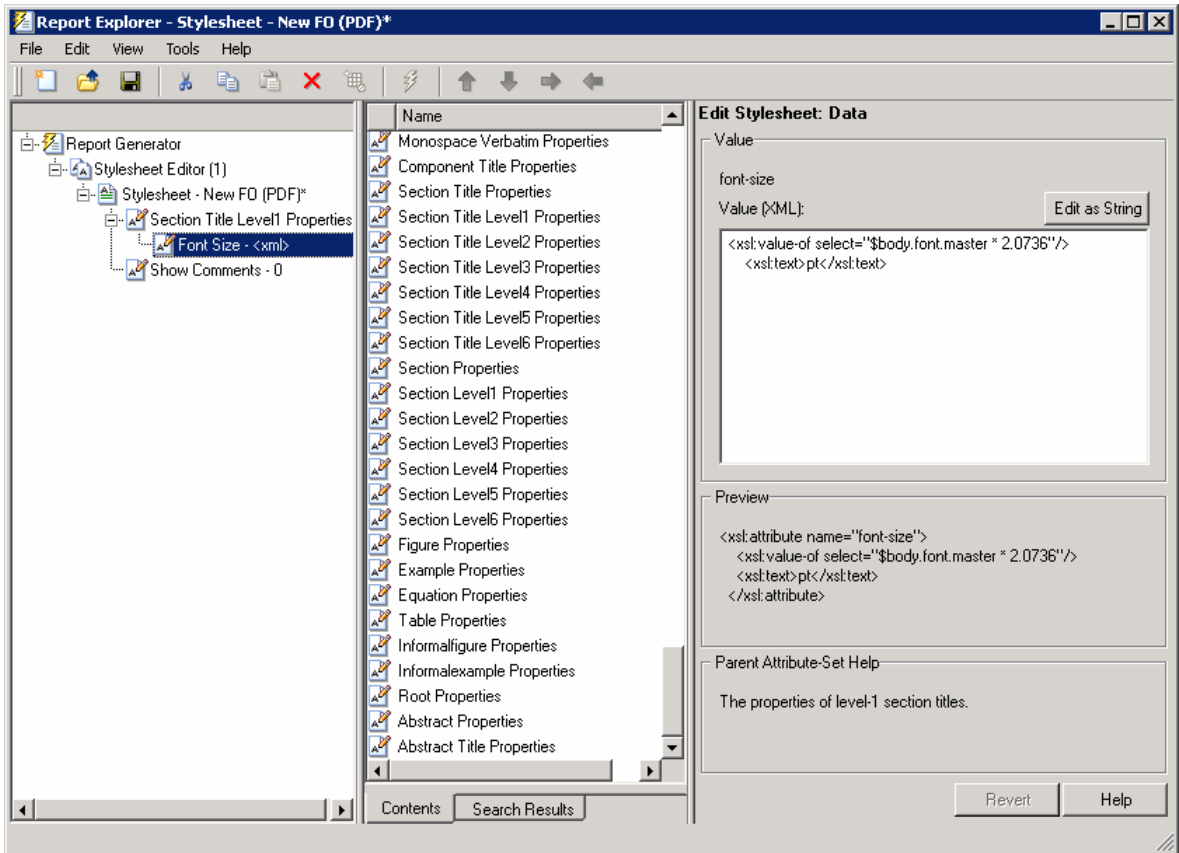 Report Explorer - Stylesheet - New FO (PDF)*
File Edit View Tools Help
Report Generator
Stylesheet Editor (1)
Stylesheet - New FO (PDF)*
Section Title Level1 Properties
Font Size - <xml>
Show Comments - 0
Name
Monospace Verbatim Properties
Component Title Properties
Section Title Properties
Section Title Level1 Properties
Section Title Level2 Properties
Section Title Level3 Properties
Section Title Level4 Properties
Section Title Level5 Properties
Section Title Level6 Properties
Section Properties
Section Level1 Properties
Section Level2 Properties
Section Level3 Properties
Section Level4 Properties
Section Level5 Properties
Section Level6 Properties
Figure Properties
Example Properties
Equation Properties
Table Properties
Informalfigure Properties
Informalexample Properties
Root Properties
Abstract Properties
Abstract Title Properties
Contents Search Results
Edit Stylesheet: Data
Value
font-size
Value (XML):
Edit as String
<xsl:value-of select="$body.font.master * 2.0736"/>
<xsl:text>pt</xsl:text>
Preview
<xsl:attribute name="font-size">
<xsl:value-of select="$body.font.master * 2.0736"/>
<xsl:text>pt</xsl:text>
</xsl:attribute>
Parent Attribute-Set Help
The properties of level-1 section titles.
Revert Help